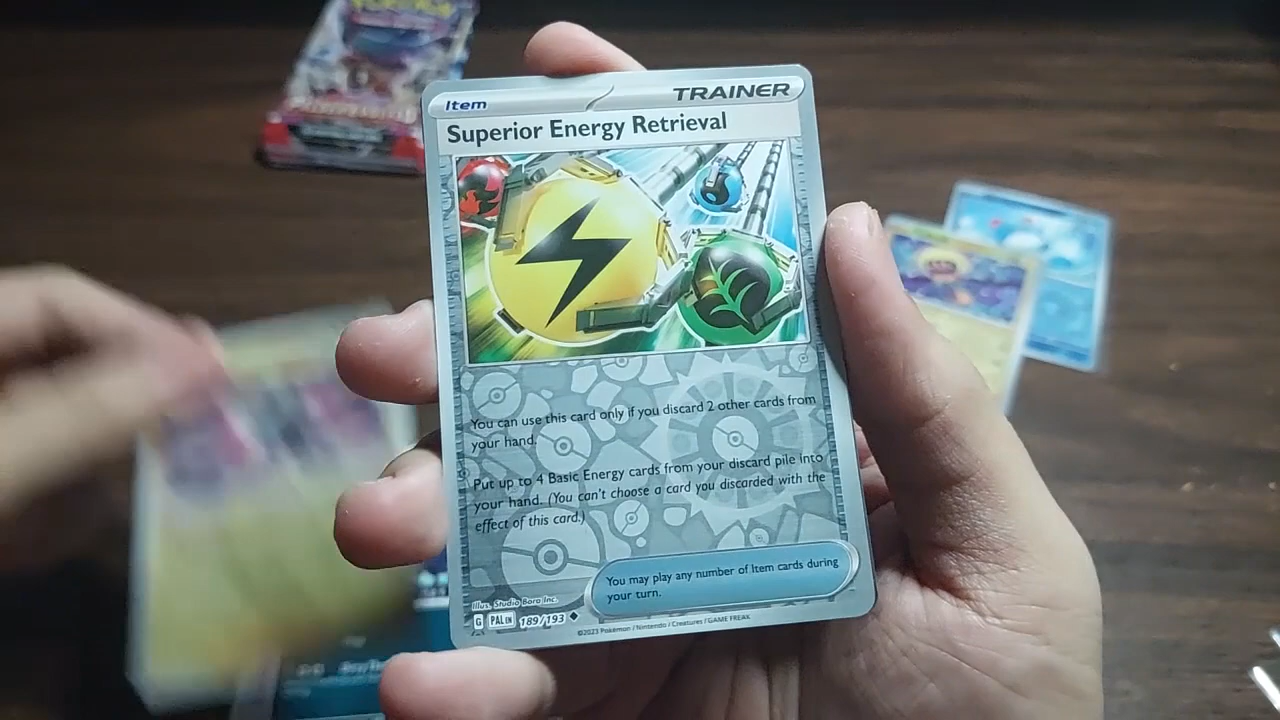 Item
TRAINER
Superior Energy Retrieval
You can use this card only if you discard 2 other cards from
your hand.
Put up to 4 Basic Energy cards from your discard pile into
your hand. (You can't choose a card you discarded with the
effect of this card.)
You may play any number of Item cards during
your turn.
Illus. Studio Bora Inc.
G PAL EN 189/193
©2023 Pokémon / Nintendo / Creatures / GAME FREAK